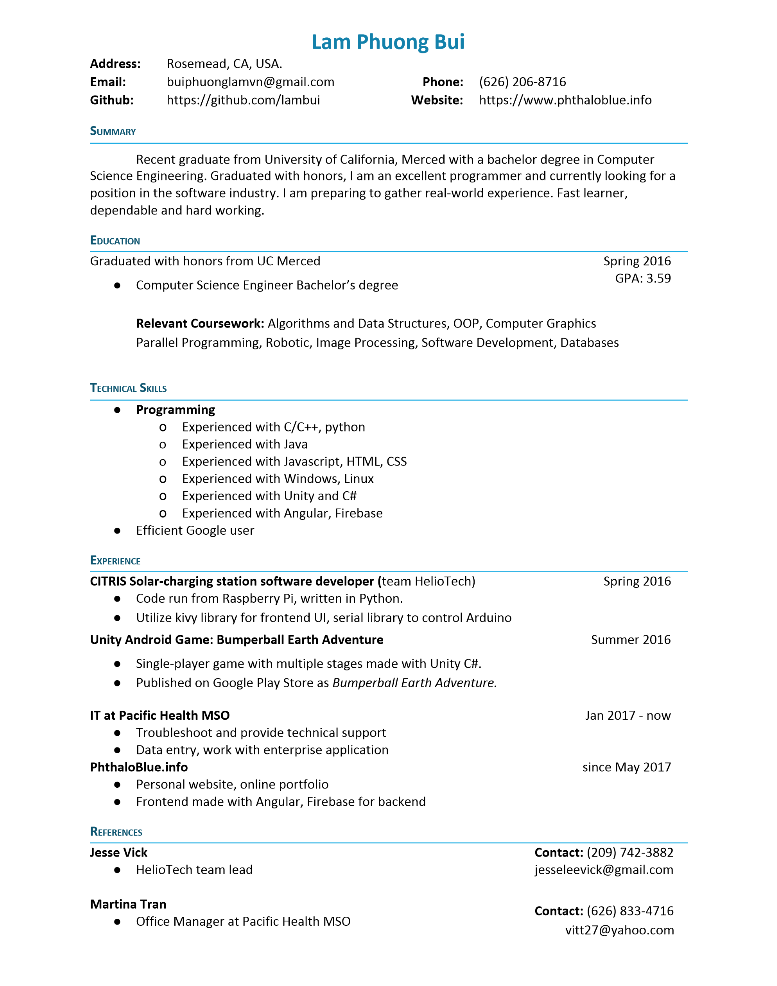 Lam Phuong Bui
Address: Rosemead, CA, USA.
Email: buiphuonglamvn@gmail.com Phone: (626) 206-8716
Github: https://github.com/lambui Website: https://www.phthaloblue.info
Summary
Recent graduate from University of California, Merced with a bachelor degree in Computer
Science Engineering. Graduated with honors, I am an excellent programmer and currently looking for a
position in the software industry. I am preparing to gather real-world experience. Fast learner,
dependable and hard working.
Education
Graduated with honors from UC Merced Spring 2016
GPA: 3.59
● Computer Science Engineer Bachelor’s degree
Relevant Coursework: Algorithms and Data Structures, OOP, Computer Graphics
Parallel Programming, Robotic, Image Processing, Software Development, Databases
Technical Skills
● Programming
o Experienced with C/C++, python
o Experienced with Java
o Experienced with Javascript, HTML, CSS
o Experienced with Windows, Linux
o Experienced with Unity and C#
o Experienced with Angular, Firebase
● Efficient Google user
Experience
CITRIS Solar-charging station software developer (team HelioTech) Spring 2016
● Code run from Raspberry Pi, written in Python.
● Utilize kivy library for frontend UI, serial library to control Arduino
Unity Android Game: Bumperball Earth Adventure Summer 2016
● Single-player game with multiple stages made with Unity C#.
● Published on Google Play Store as Bumperball Earth Adventure.
IT at Pacific Health MSO Jan 2017 - now
● Troubleshoot and provide technical support
● Data entry, work with enterprise application
PhthaloBlue.info since May 2017
● Personal website, online portfolio
● Frontend made with Angular, Firebase for backend
References
Jesse Vick Contact: (209) 742-3882
● HelioTech team lead jesseleevick@gmail.com
Martina Tran Contact: (626) 833-4716
● Office Manager at Pacific Health MSO vitt27@yahoo.com